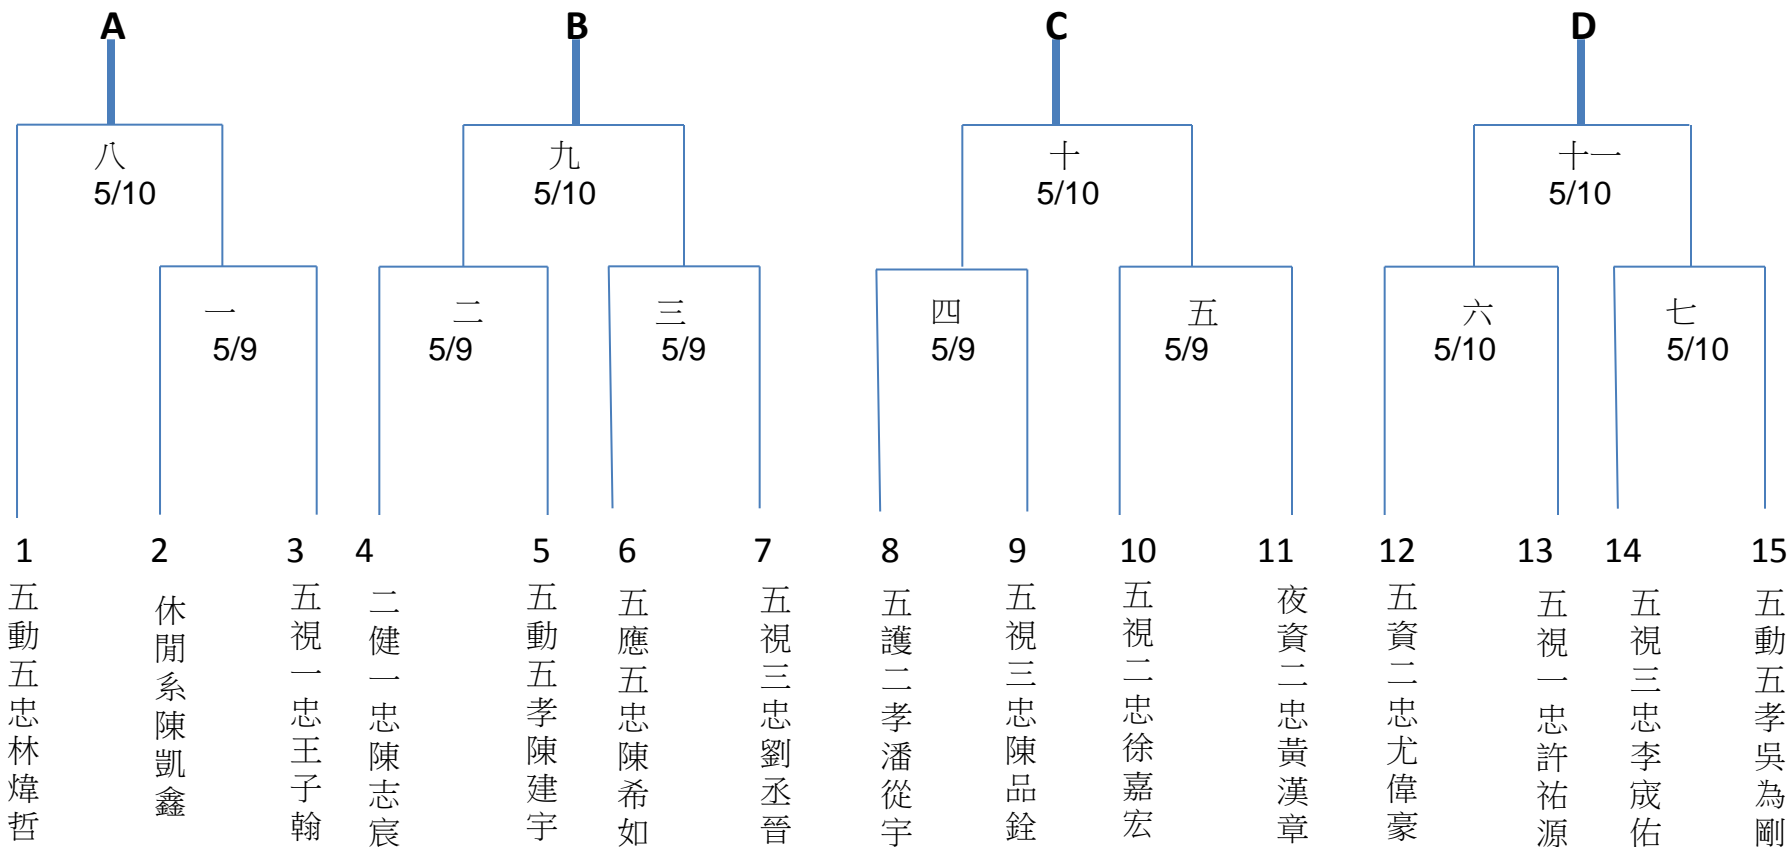 A
B
C
D
八
5/10
九
5/10
十
5/10
十一
5/10
一
5/9
二
5/9
三
5/9
四
5/9
五
5/9
六
5/10
七
5/10
1
2
3
4
5
6
7
8
9
10
11
12
13
14
15
五動五忠林煒哲
休閒系陳凱鑫
五視一忠王子翰
二健一忠陳志宸
五動五孝陳建宇
五應五忠陳希如
五視三忠劉丞晉
五護二孝潘從宇
五視三忠陳品銓
五視二忠徐嘉宏
夜資二忠黃漢章
五資二忠尤偉豪
五視一忠許祐源
五視三忠李宬佑
五動五孝吳為剛